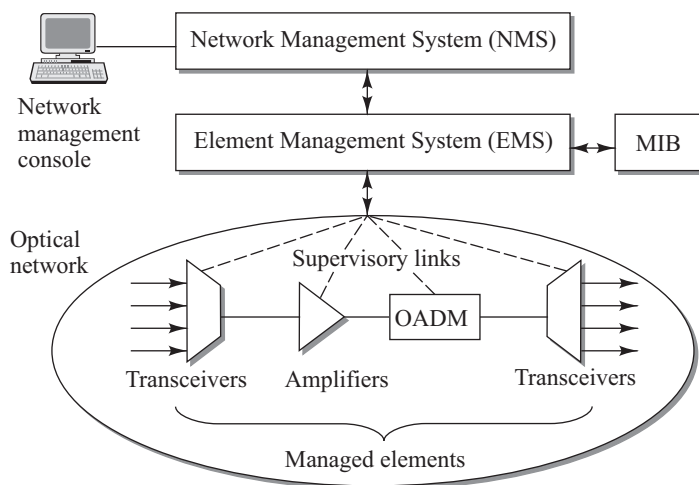 Network Management System (NMS)
Network
management
console
Element Management System (EMS)
MIB
Optical
network
Supervisory links
OADM
Transceivers
Amplifiers
Transceivers
Managed elements